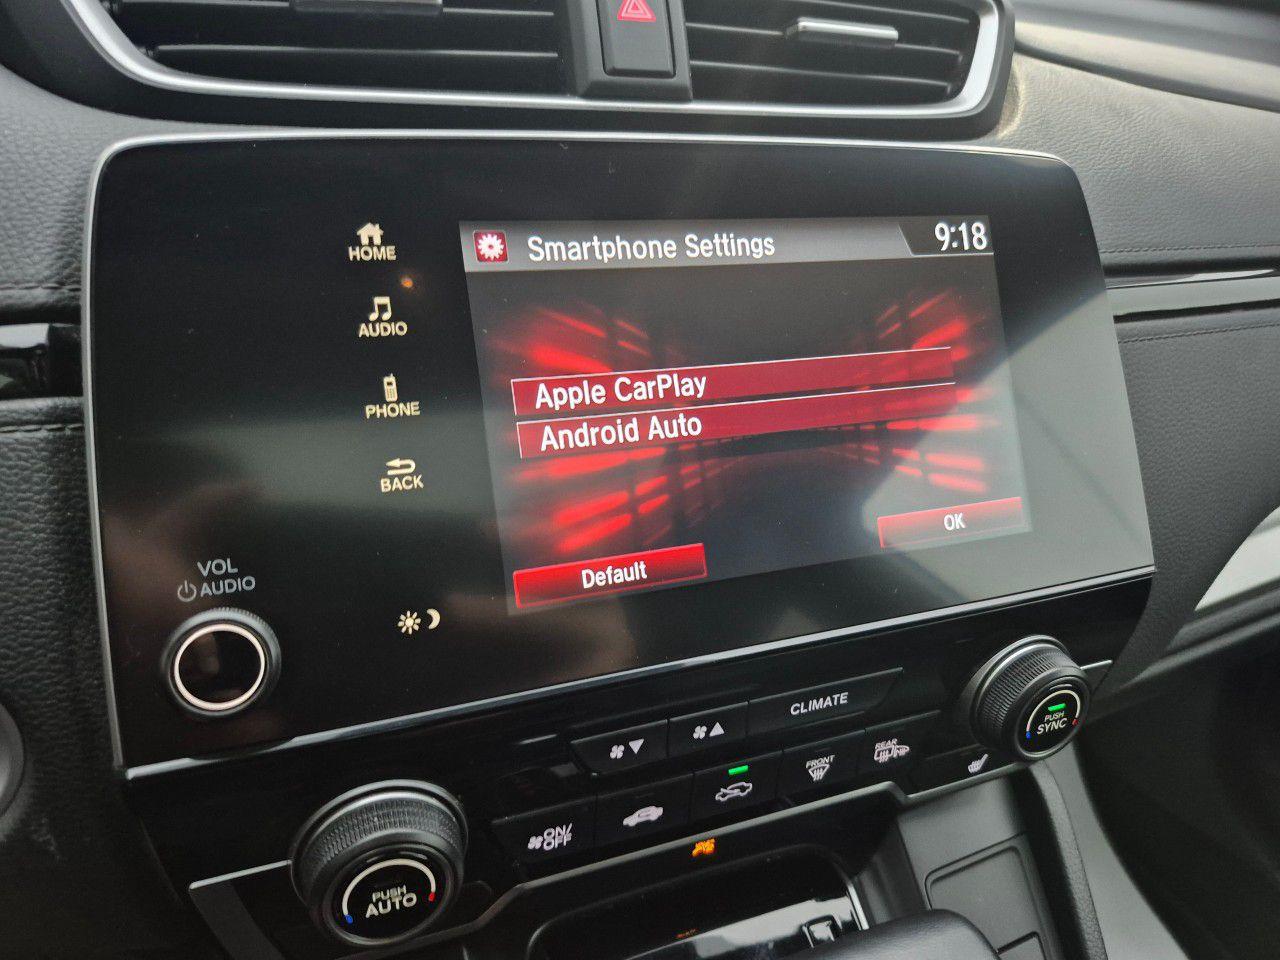 HOME
AUDIO
PHONE
BACK
VOL
AUDIO
Smartphone Settings
9:18
Apple CarPlay
Android Auto
Default
OK
CLIMATE
PUSH
SYNC
FRONT
REAR
ON/
OFF
PUSH
AUTO